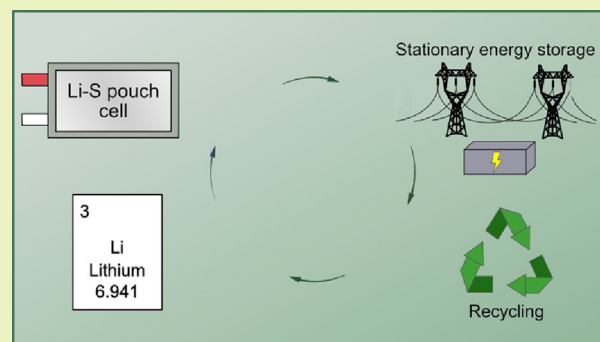 Li-S pouch
cell
Stationary energy storage
3
Li
Lithium
6.941
Recycling